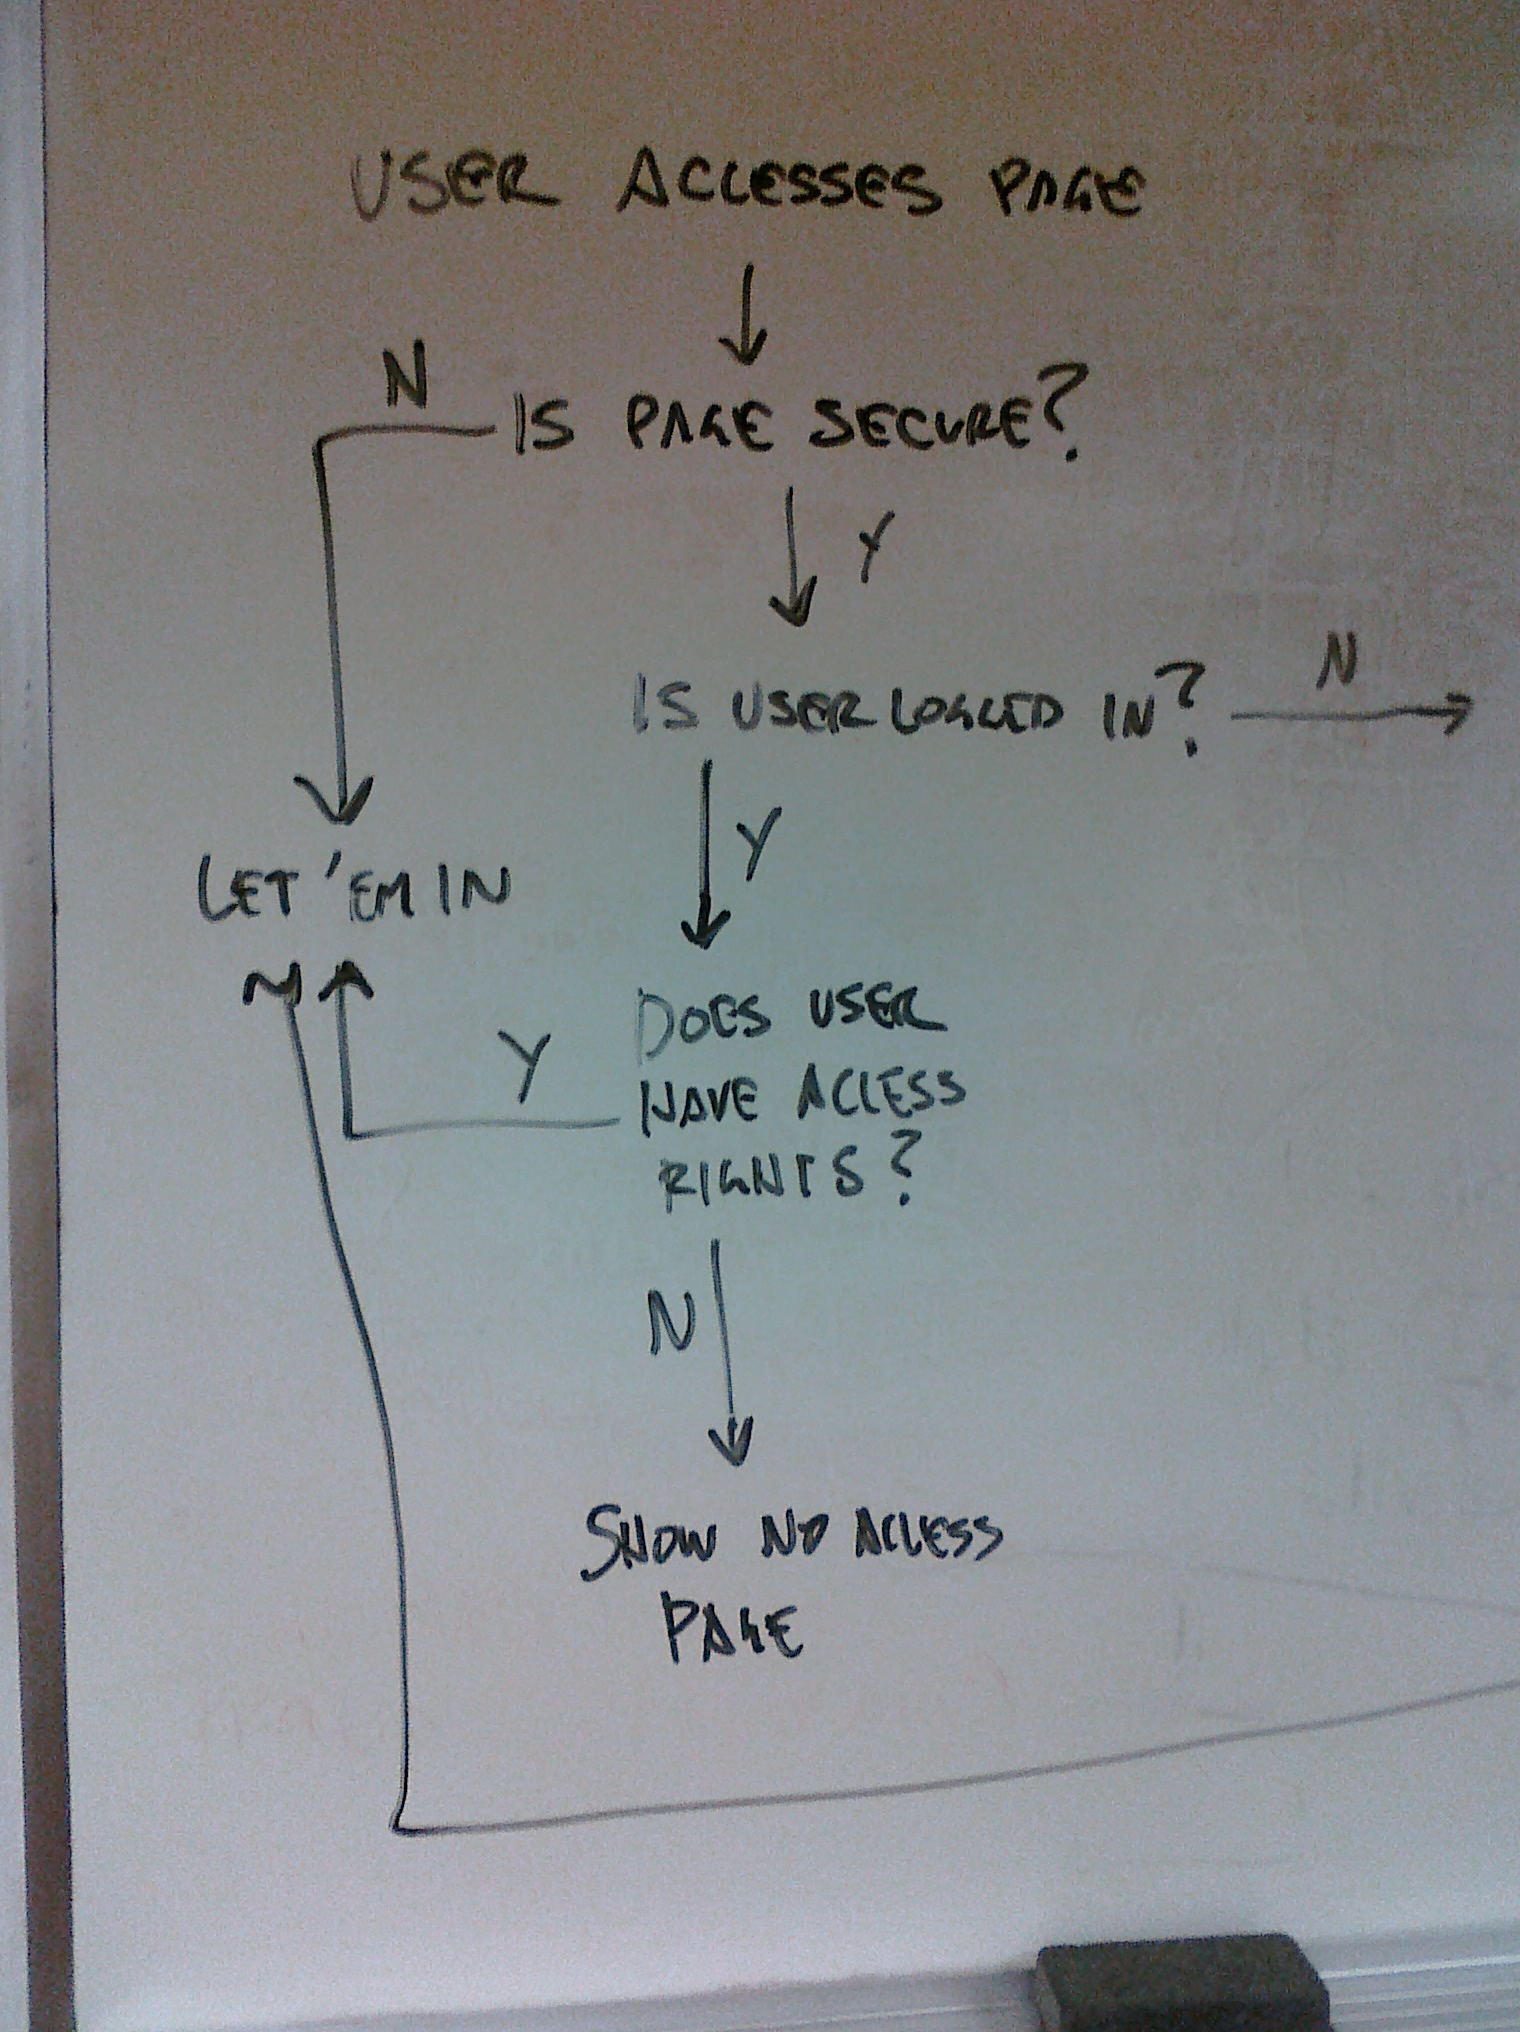 USER ACCESSES PAGE
N
IS PAGE SECURE?
Y
IS USER LOGGED IN?
N
Y
LET 'EM IN
DOES USER
HAVE ACCESS
RIGHTS?
Y
N
SHOW NO ACCESS
PAGE